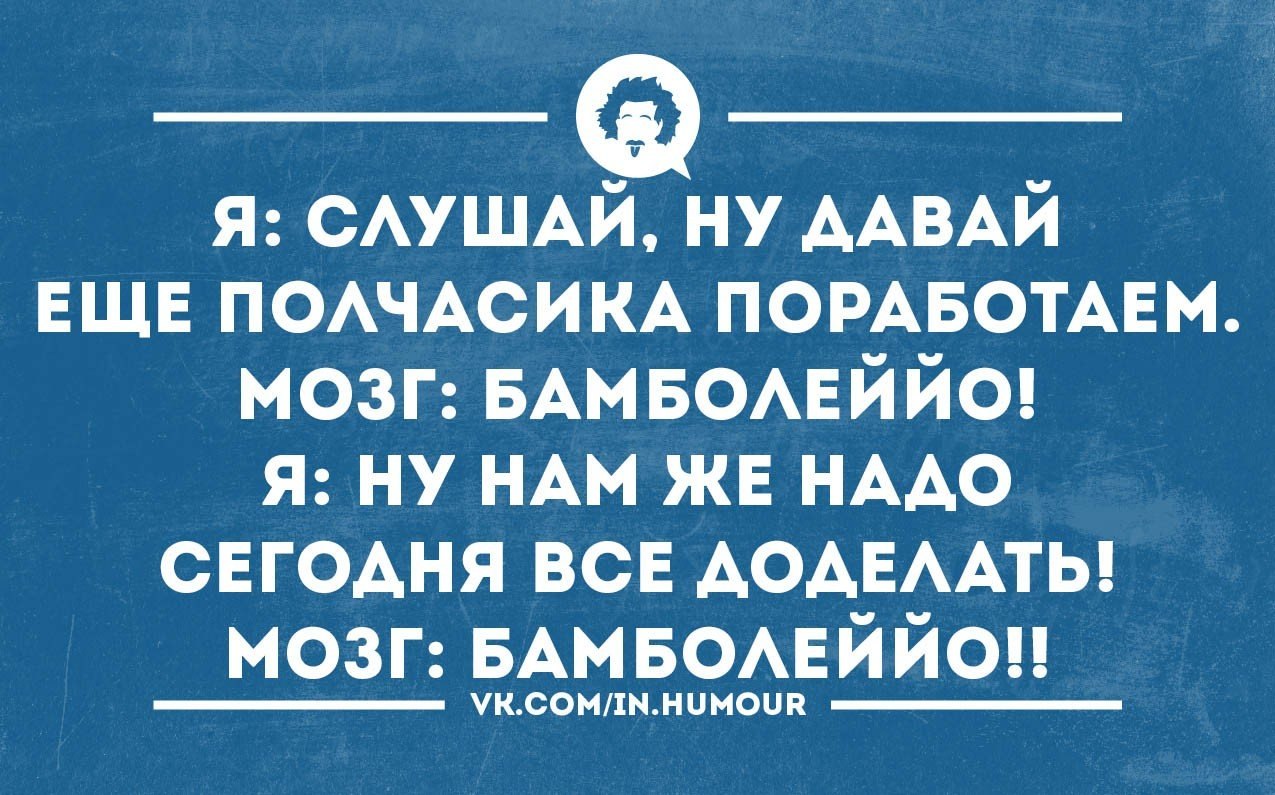 Я: СЛУШАЙ, НУ ДАВАЙ
ЕЩЕ ПОЛЧАСИКА ПОРАБОТАЕМ.
МОЗГ: БАМБОЛЕЙЙО!
Я: НУ НАМ ЖЕ НАДО
СЕГОДНЯ ВСЕ ДОДЕЛАТЬ!
МОЗГ: БАМБОЛЕЙЙО!!
VK.COM/IN.HUMOUR